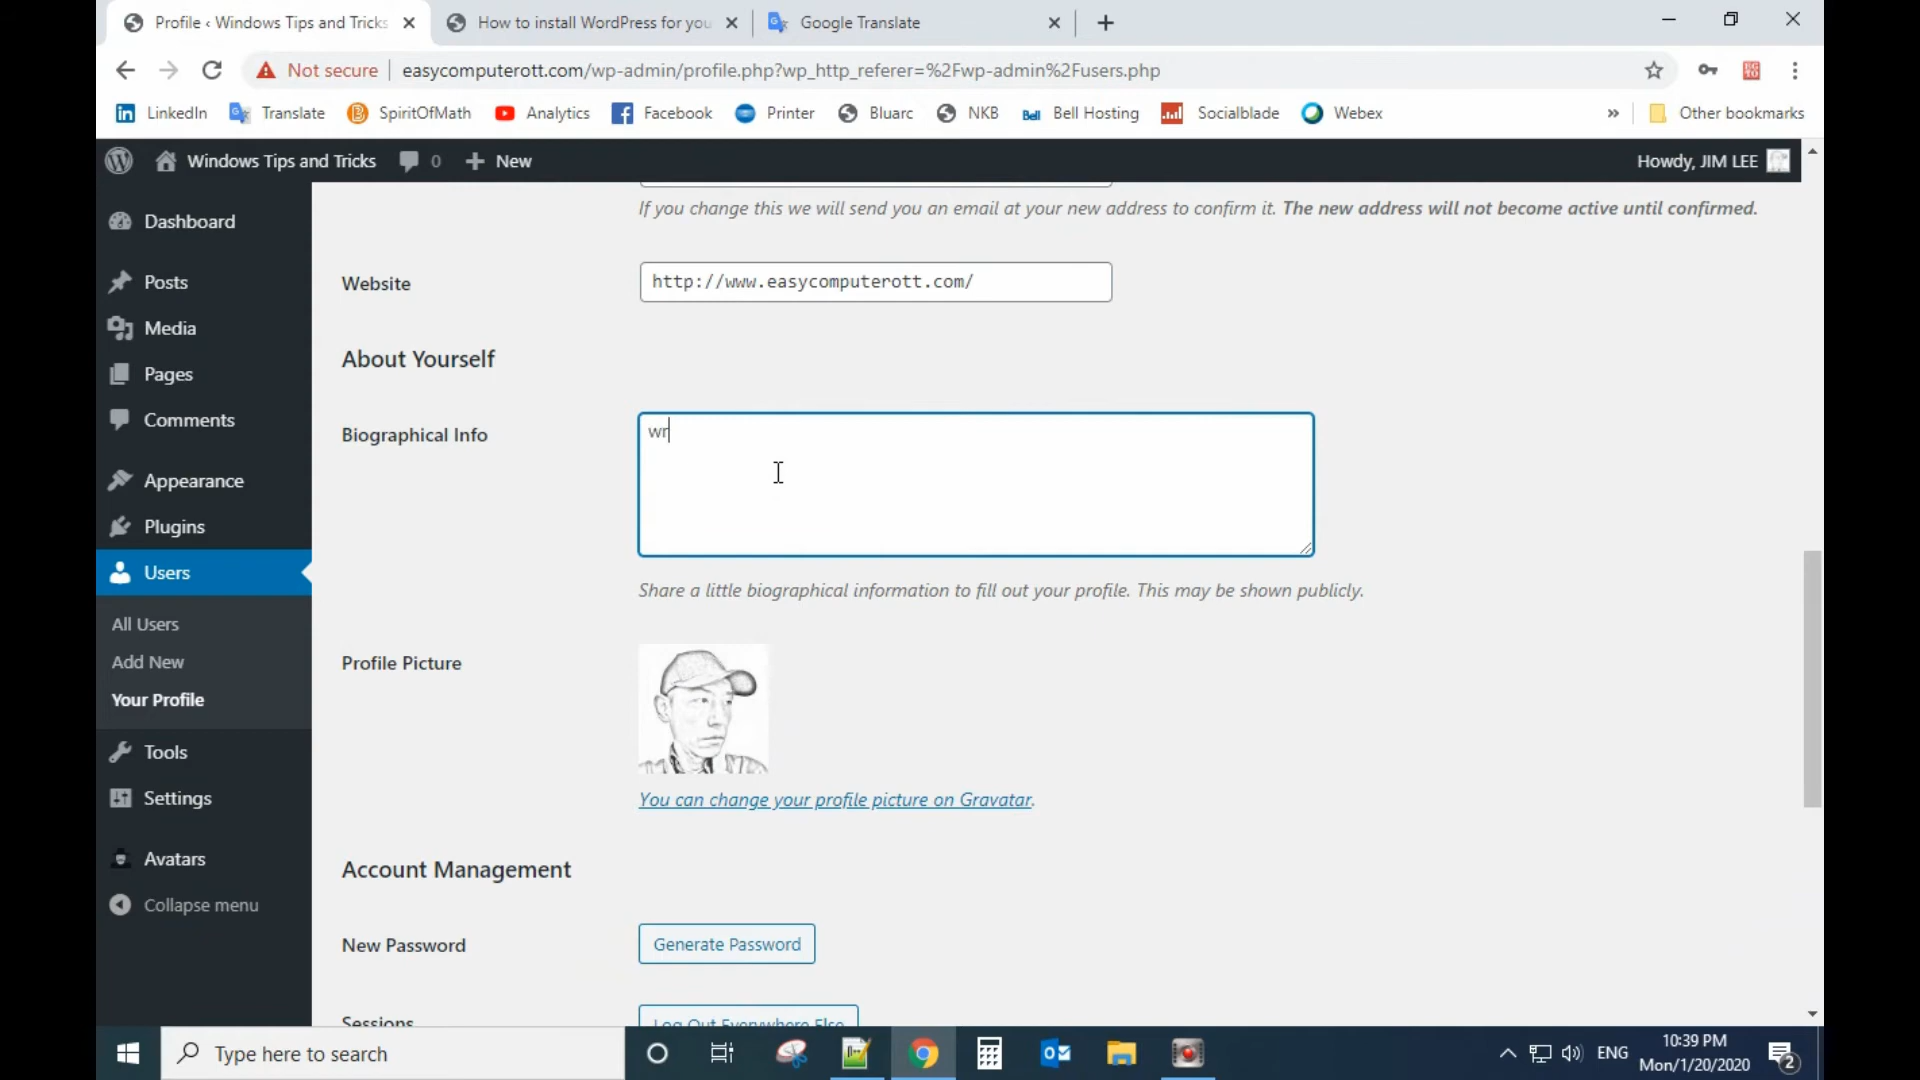 Profile ‹ Windows Tips and Tricks
How to install WordPress for you
Google Translate
Not secure easycomputerott.com/wp-admin/profile.php?wp_http_referer=%2Fwp-admin%2Fusers.php
LinkedIn Translate SpiritOfMath Analytics Facebook Printer Bluarc NKB Bell Bell Hosting Socialblade Webex » Other bookmarks
Windows Tips and Tricks 0 + New Howdy, JIM LEE
Dashboard
Posts
Media
Pages
Comments
Appearance
Plugins
Users
All Users
Add New
Your Profile
Tools
Settings
Avatars
Collapse menu
If you change this we will send you an email at your new address to confirm it. The new address will not become active until confirmed.
Website http://www.easycomputerott.com/
About Yourself
Biographical Info wr
Share a little biographical information to fill out your profile. This may be shown publicly.
Profile Picture
You can change your profile picture on Gravatar.
Account Management
New Password Generate Password
Sessions Log Out Everywhere Else
Type here to search
ENG
10:39 PM
Mon/1/20/2020
2